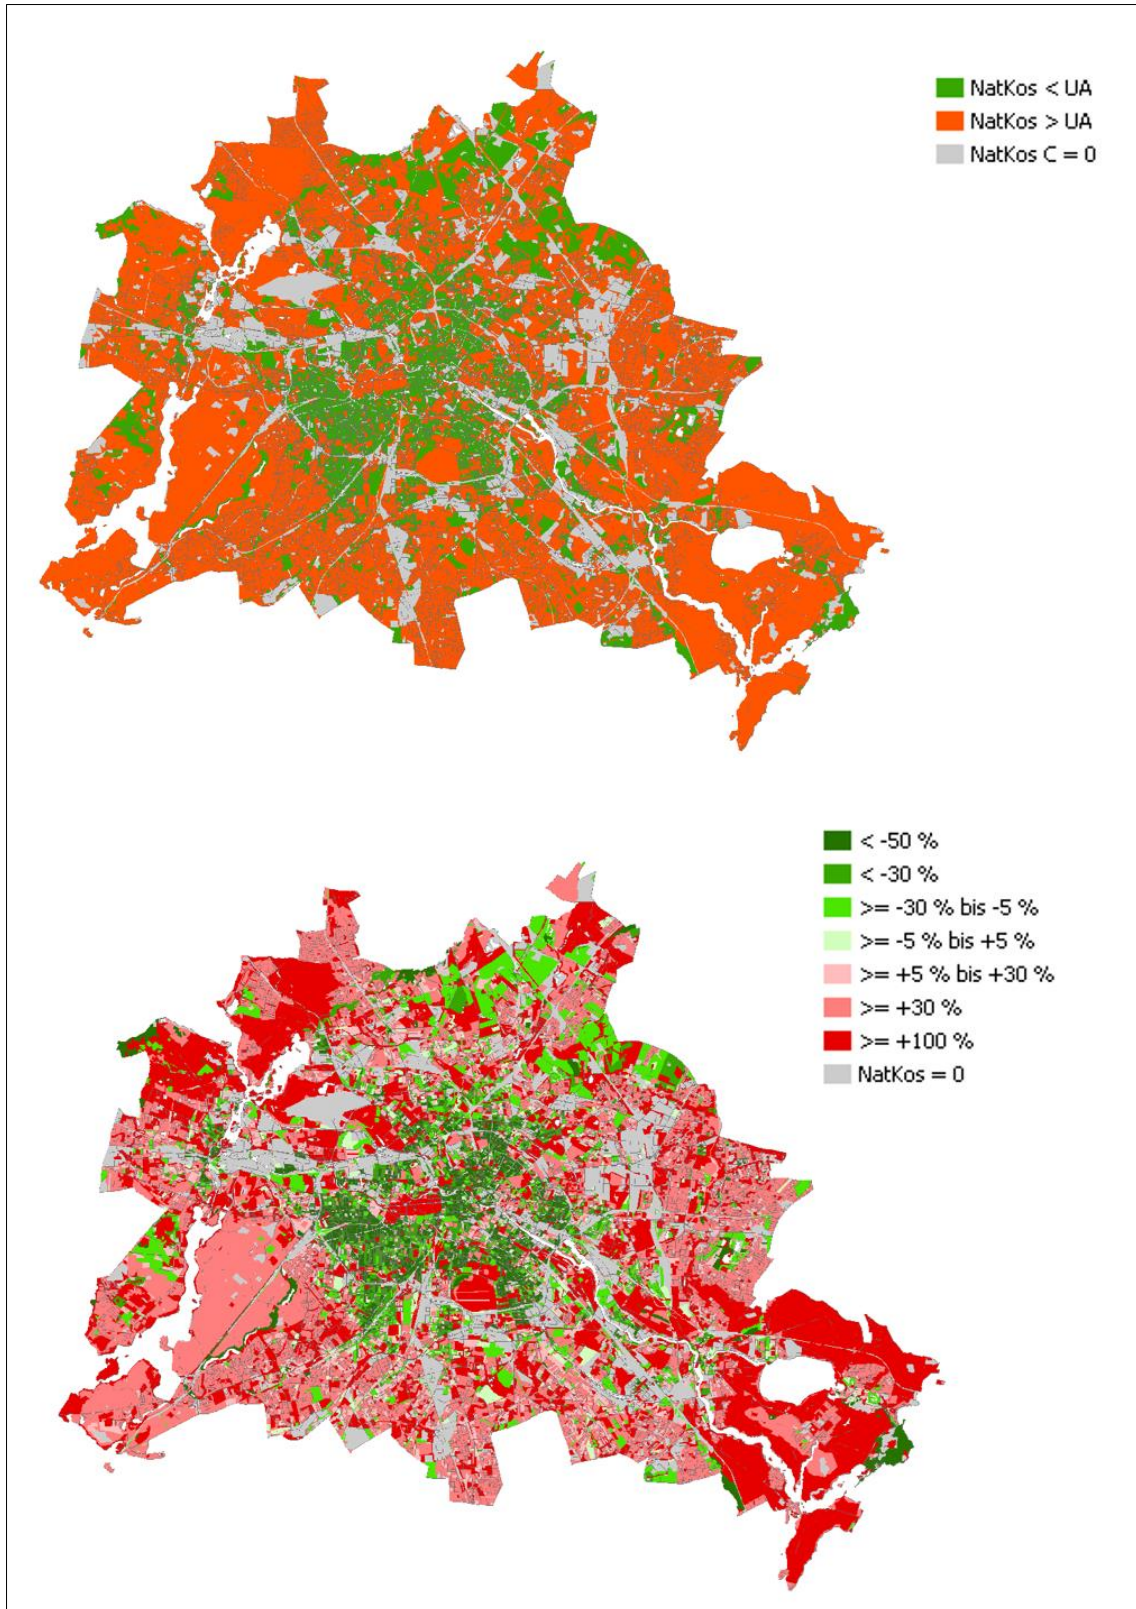 NatKos < UA
NatKos > UA
NatKos C = 0
< -50 %
< -30 %
>= -30 % bis -5 %
>= -5 % bis +5 %
>= +5 % bis +30 %
>= +30 %
>= +100 %
NatKos = 0